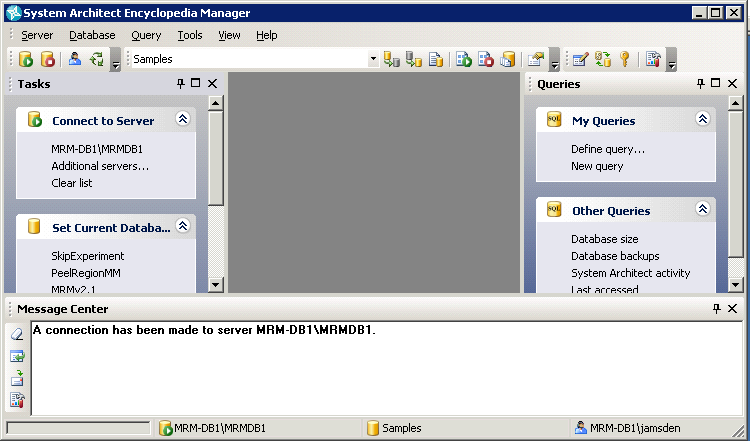 System Architect Encyclopedia Manager
Server Database Query Tools View Help
Samples
Tasks
Connect to Server
MRM-DB1\MRMDB1
Additional servers...
Clear list
Set Current Databa...
SkipExperiment
PeelRegionMM
MRMv2.1
Queries
SQL My Queries
Define query...
New query
SQL Other Queries
Database size
Database backups
System Architect activity
Last accessed
Message Center
A connection has been made to server MRM-DB1\MRMDB1.
MRM-DB1\MRMDB1 Samples MRM-DB1\jamsden